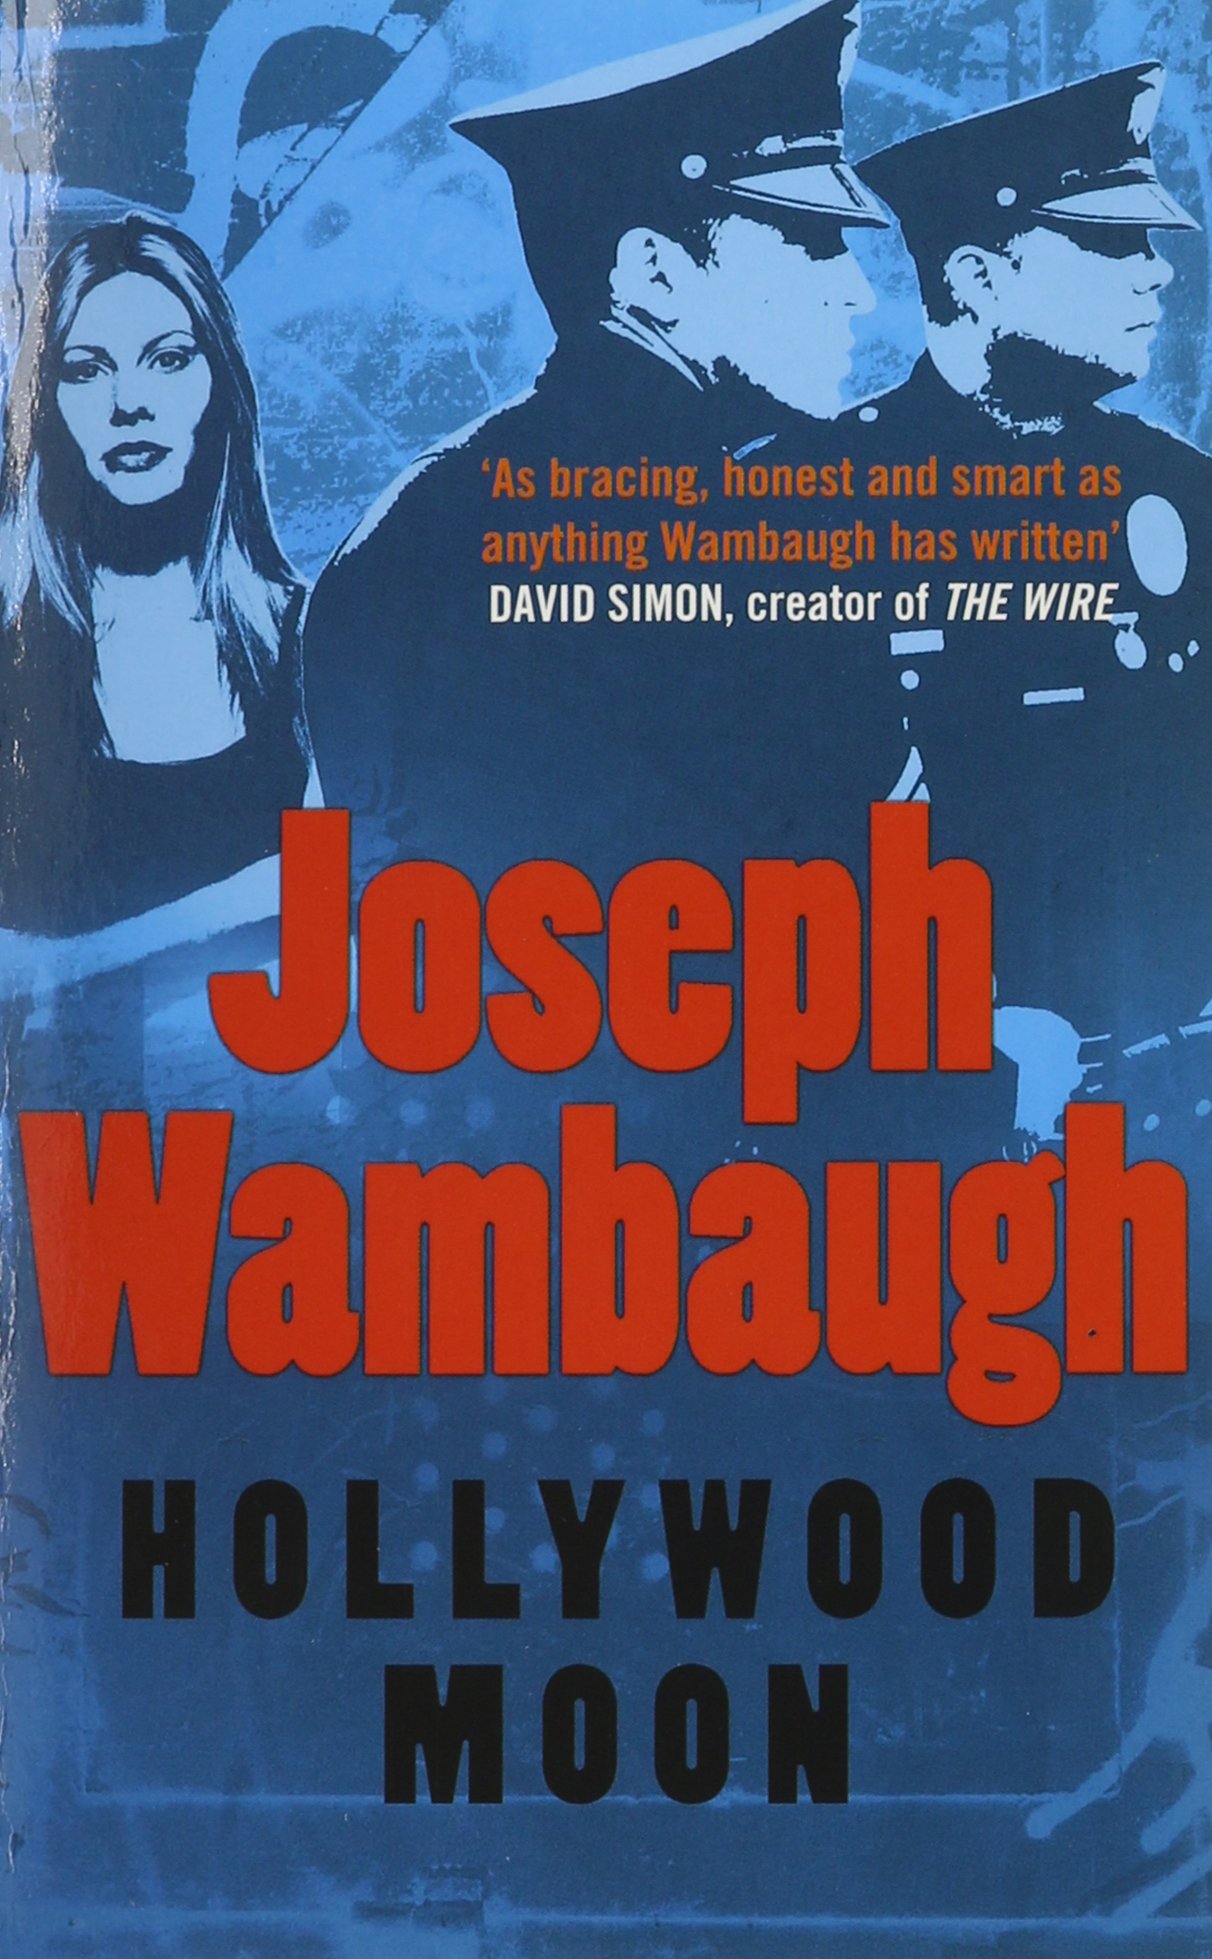 ‘As bracing, honest and smart as
anything Wambaugh has written’
DAVID SIMON, creator of THE WIRE
Joseph
Wambaugh
HOLLYWOOD
MOON